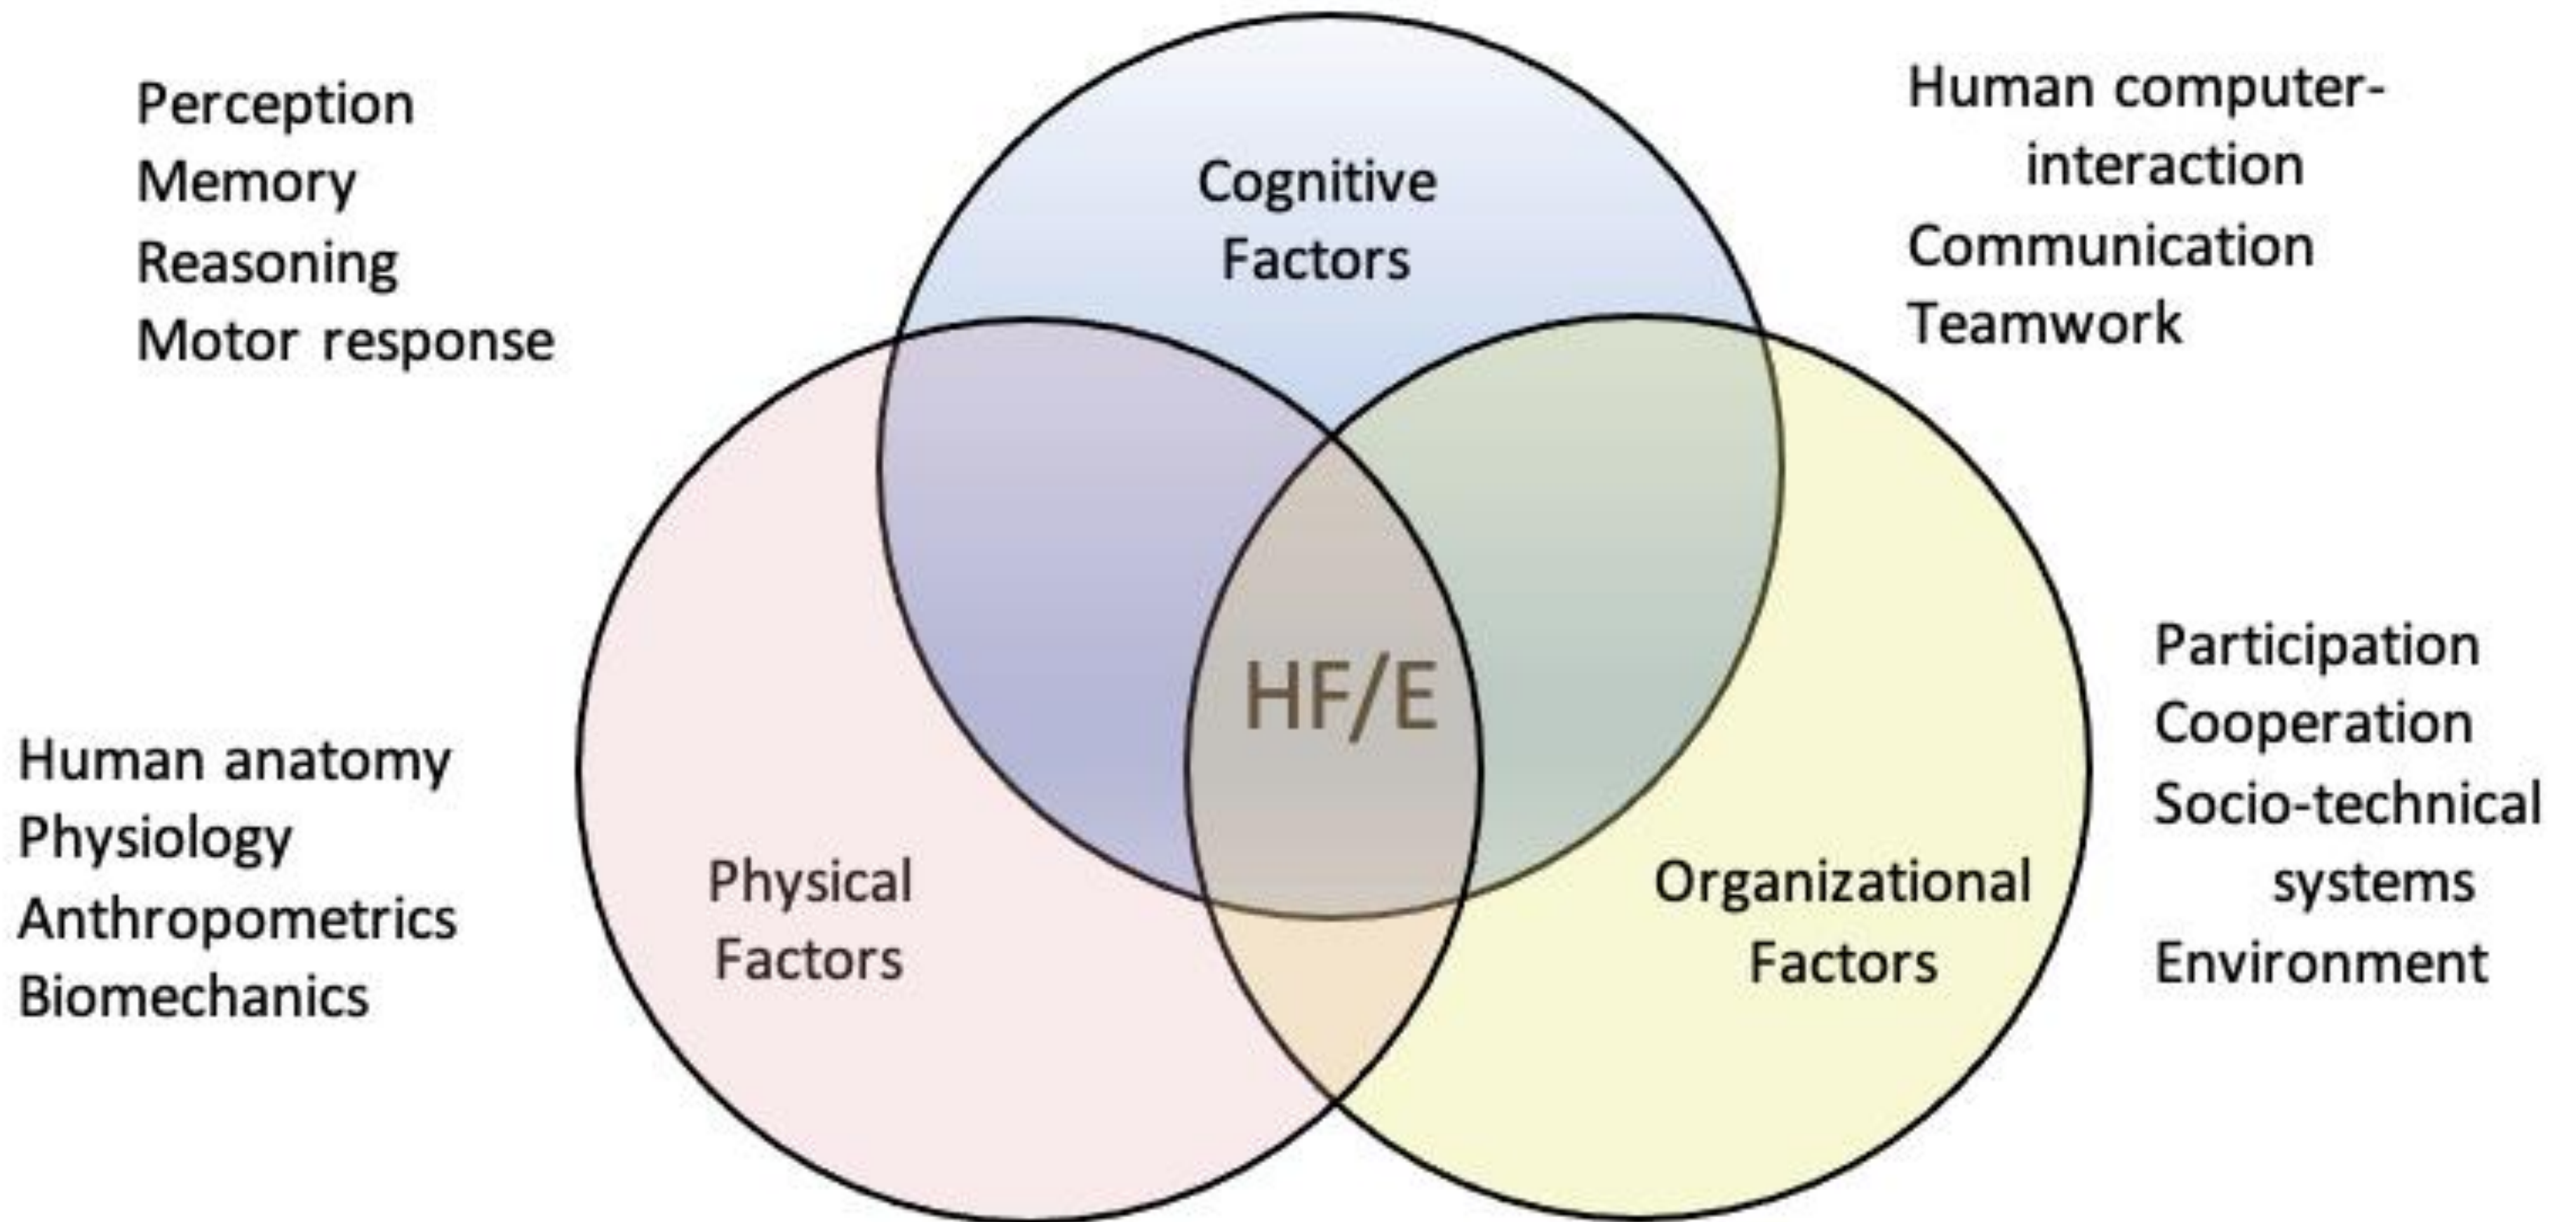 Perception
Memory
Reasoning
Motor response
Cognitive
Factors
Human computer-
interaction
Communication
Teamwork
HF/E
Human anatomy
Physiology
Anthropometrics
Biomechanics
Physical
Factors
Organizational
Factors
Participation
Cooperation
Socio-technical
systems
Environment